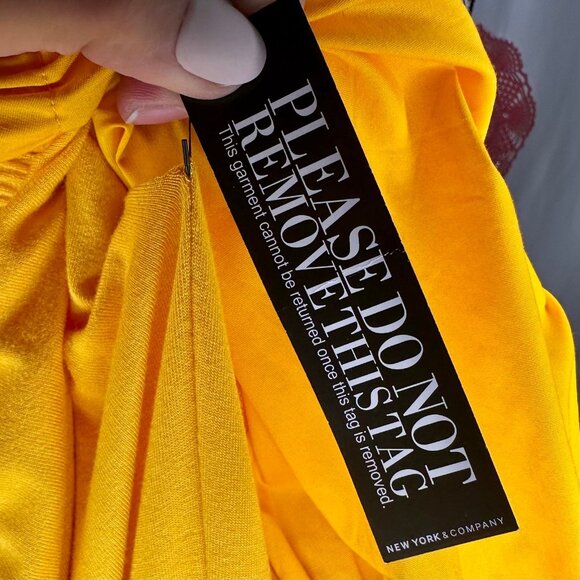 PLEASE DO NOT
REMOVE THIS TAG
This garment cannot be returned once this tag is removed.
NEW YORK & COMPANY